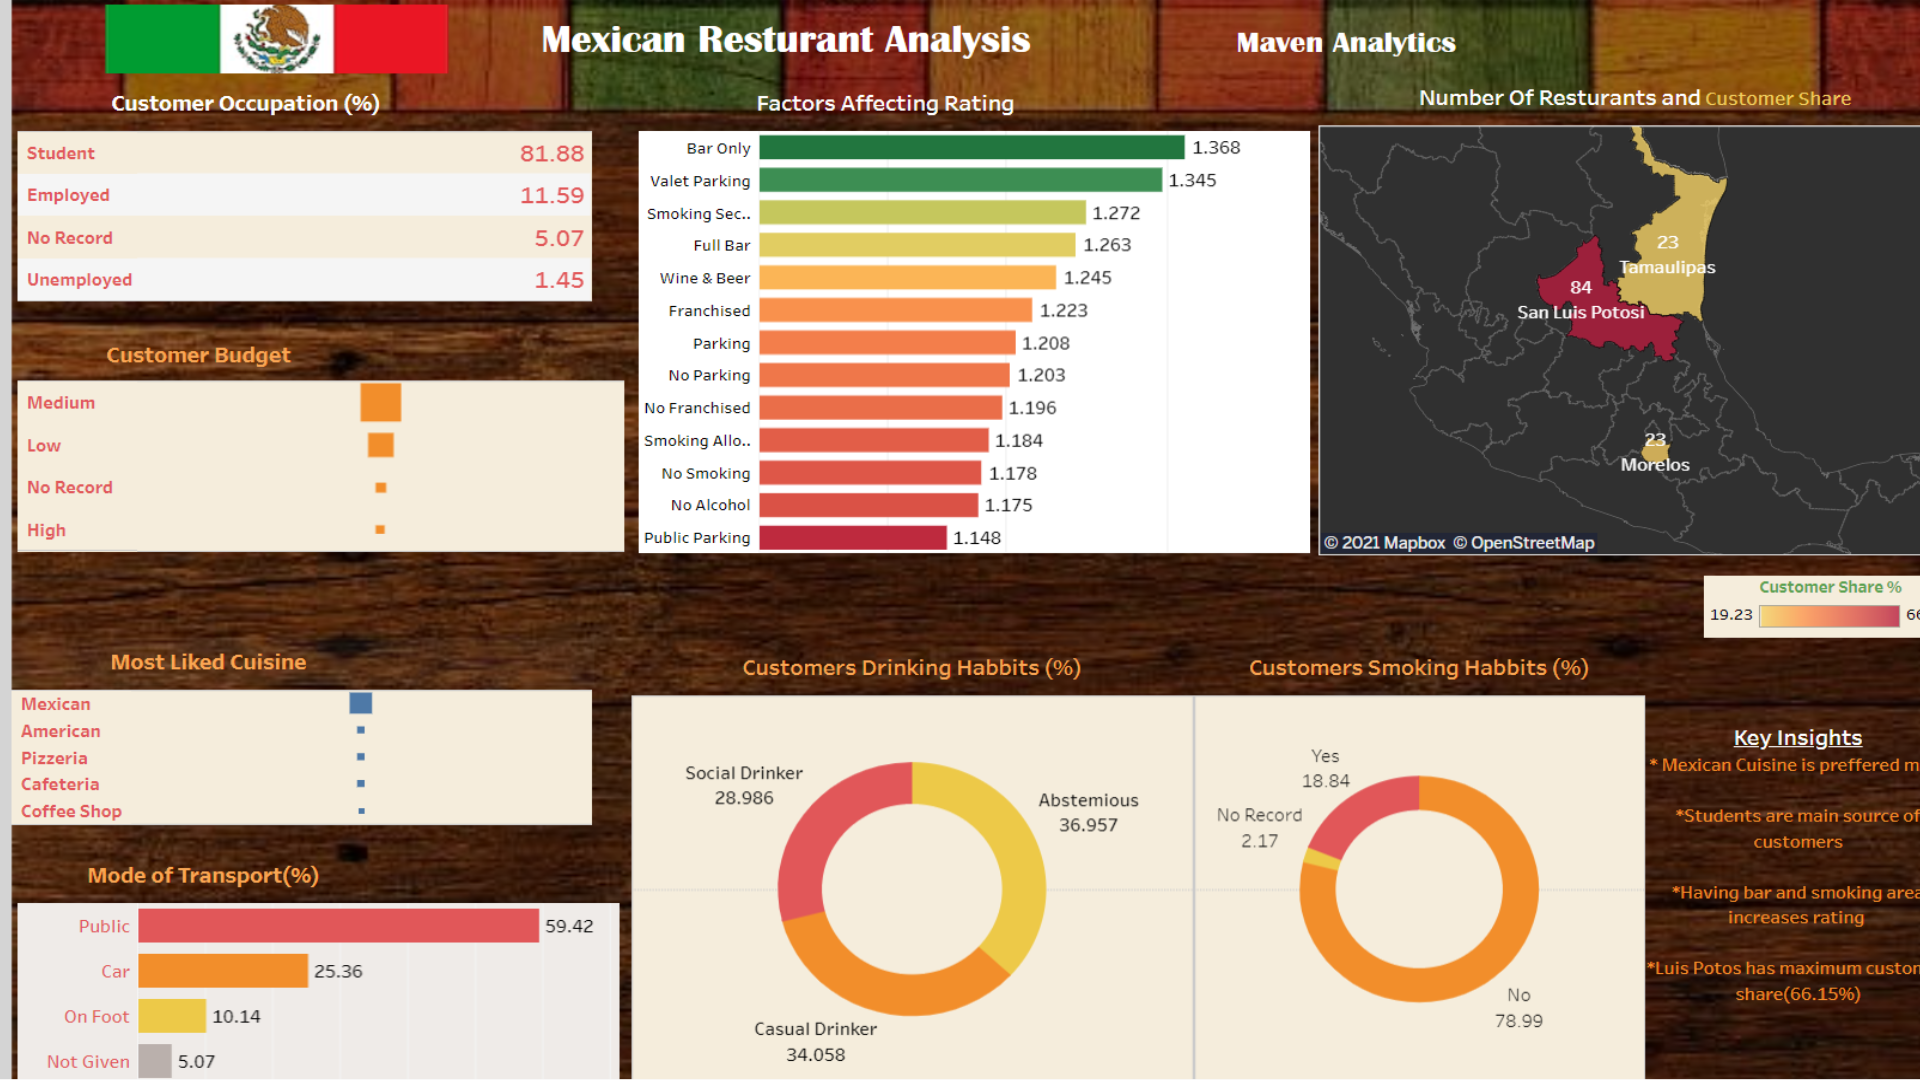 Mexican Resturant Analysis
Maven Analytics
Customer Occupation (%)
Student 81.88
Employed 11.59
No Record 5.07
Unemployed 1.45
Factors Affecting Rating
Bar Only 1.368
Valet Parking 1.345
Smoking Sec.. 1.272
Full Bar 1.263
Wine & Beer 1.245
Franchised 1.223
Parking 1.208
No Parking 1.203
No Franchised 1.196
Smoking Allo.. 1.184
No Smoking 1.178
No Alcohol 1.175
Public Parking 1.148
Number Of Resturants and Customer Share
23
Tamaulipas
84
San Luis Potosi
23
Morelos
© 2021 Mapbox © OpenStreetMap
Customer Share %
19.23 66
Customer Budget
Medium
Low
No Record
High
Most Liked Cuisine
Mexican
American
Pizzeria
Cafeteria
Coffee Shop
Mode of Transport(%)
Public 59.42
Car 25.36
On Foot 10.14
Not Given 5.07
Customers Drinking Habbits (%)
Social Drinker
28.986
Abstemious
36.957
Casual Drinker
34.058
Customers Smoking Habbits (%)
Yes
18.84
No Record
2.17
No
78.99
Key Insights
* Mexican Cuisine is preffered m
*Students are main source of
customers
*Having bar and smoking area
increases rating
*Luis Potos has maximum custon
share(66.15%)